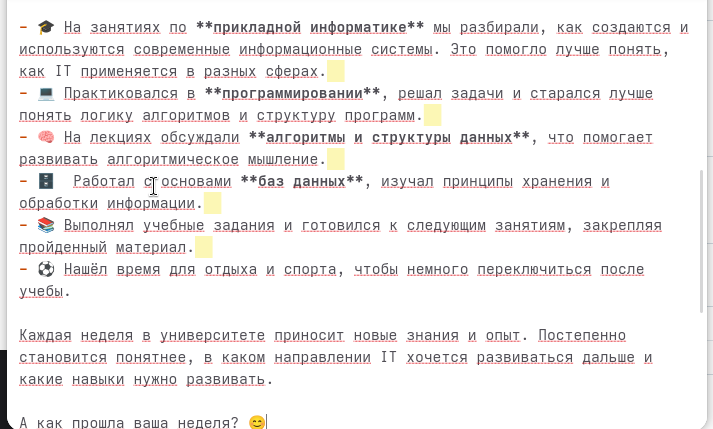 - 🎓 На занятиях по **прикладной информатике** мы разбирали, как создаются и
используются современные информационные системы. Это помогло лучше понять,
как IT применяется в разных сферах.
- 💻 Практиковался в **программировании**, решал задачи и старался лучше
понять логику алгоритмов и структуру программ.
- 🧠 На лекциях обсуждали **алгоритмы и структуры данных**, что помогает
развивать алгоритмическое мышление.
- 🗄️ Работал с основами **баз данных**, изучал принципы хранения и
обработки информации.
- 📚 Выполнял учебные задания и готовился к следующим занятиям, закрепляя
пройденный материал.
- ⚽ Нашёл время для отдыха и спорта, чтобы немного переключиться после
учебы.
Каждая неделя в университете приносит новые знания и опыт. Постепенно
становится понятнее, в каком направлении IT хочется развиваться дальше и
какие навыки нужно развивать.
А как прошла ваша неделя? 😊